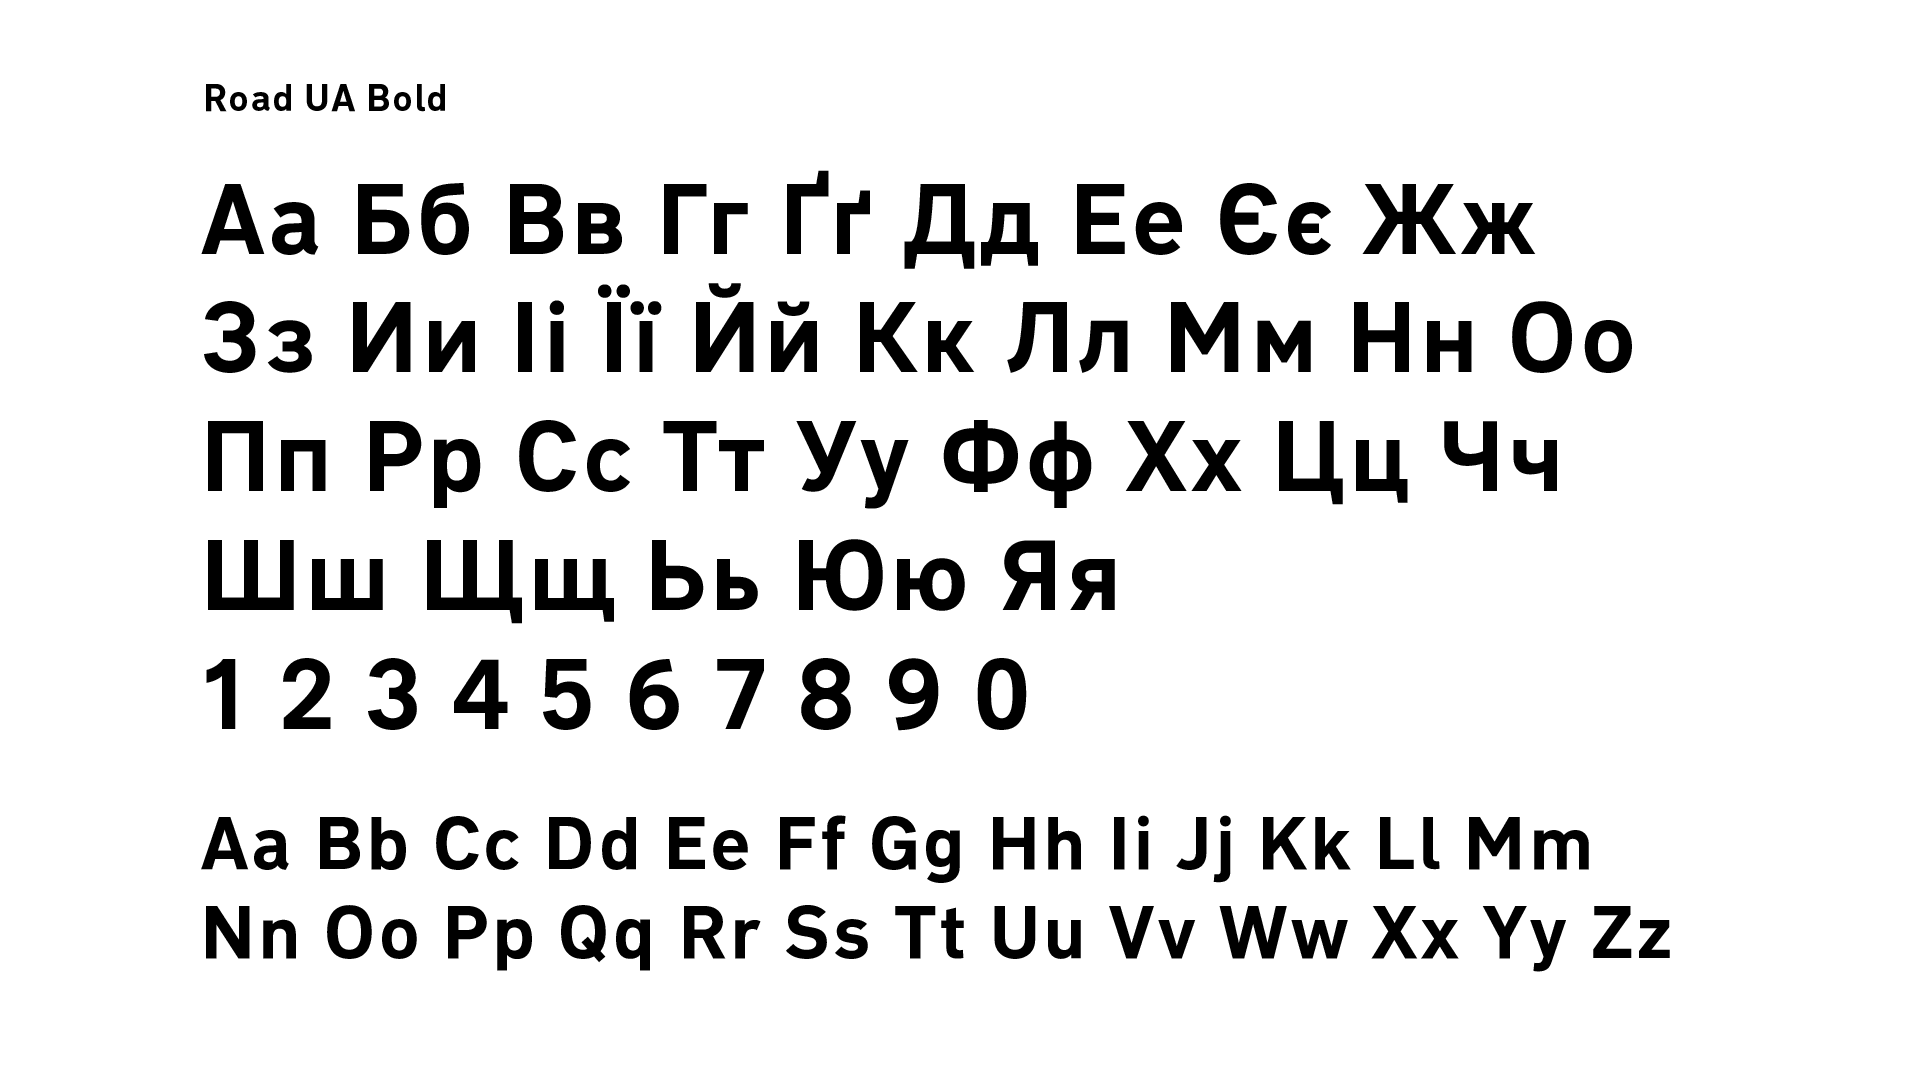 Road UA Bold
Аа Бб Вв Гг Ґґ Дд Ее Єє Жж
Зз Ии Іі Її Йй Кк Лл Мм Нн Оо
Пп Рр Сс Тт Уу Фф Хх Цц Чч
Шш Щщ Ьь Юю Яя
1 2 3 4 5 6 7 8 9 0
Aa Bb Cc Dd Ee Ff Gg Hh Ii Jj Kk Ll Mm
Nn Oo Pp Qq Rr Ss Tt Uu Vv Ww Xx Yy Zz